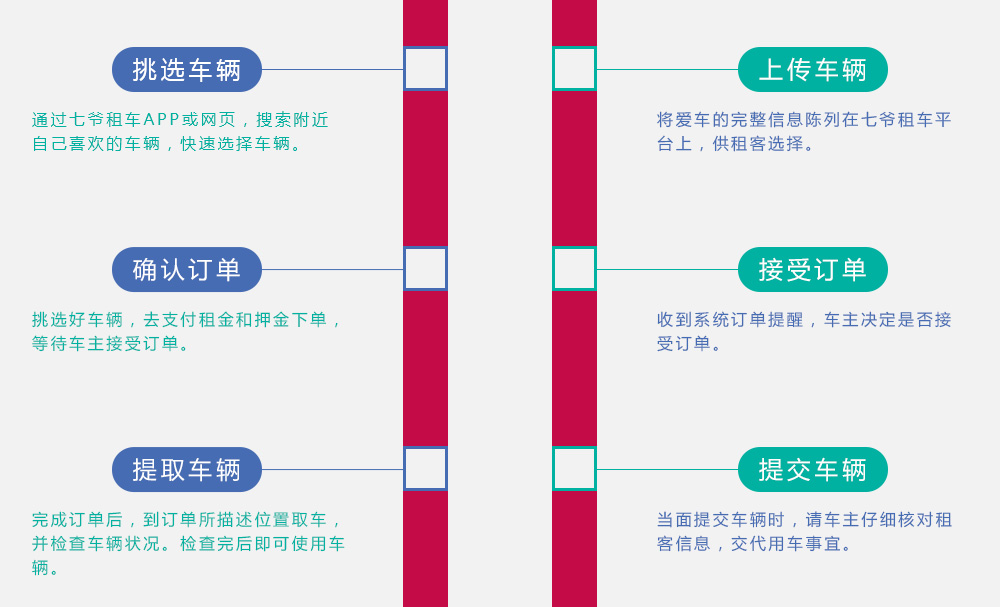 挑选车辆
通过七爷租车APP或网页，搜索附近
自己喜欢的车辆，快速选择车辆。
确认订单
挑选好车辆，去支付租金和押金下单，
等待车主接受订单。
提取车辆
完成订单后，到订单所描述位置取车，
并检查车辆状况。检查完后即可使用车
辆。
上传车辆
将爱车的完整信息陈列在七爷租车平
台上，供租客选择。
接受订单
收到系统订单提醒，车主决定是否接
受订单。
提交车辆
当面提交车辆时，请车主仔细核对租
客信息，交代用车事宜。